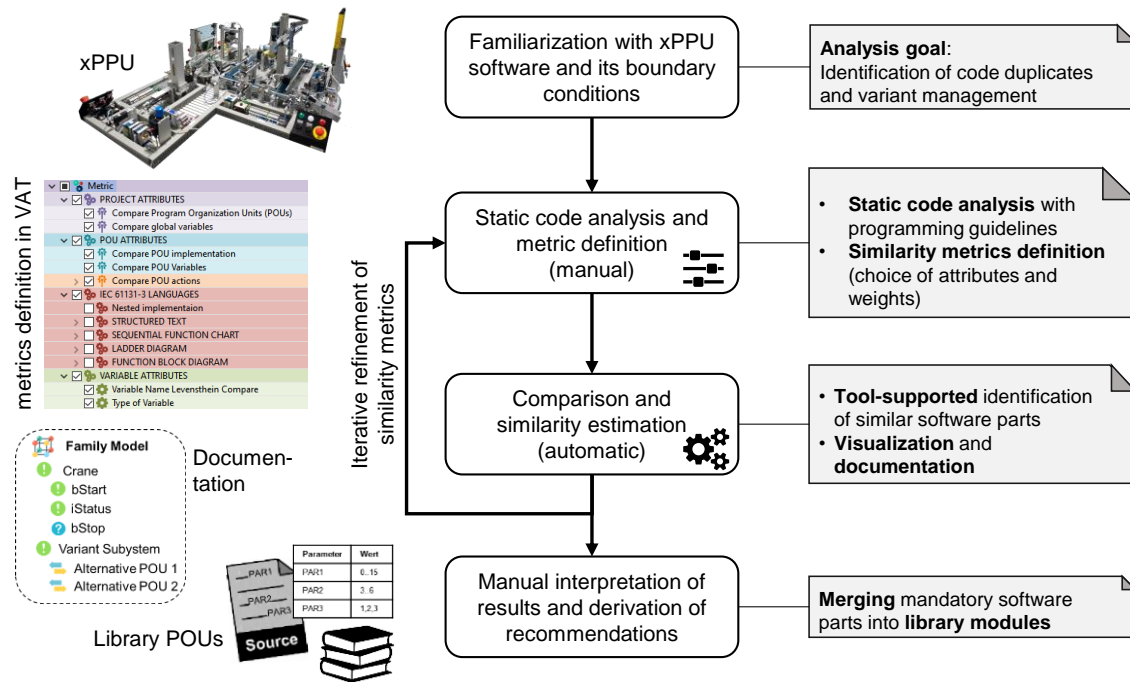 xPPU
Familiarization with xPPU
software and its boundary
conditions
Analysis goal:
Identification of code duplicates
and variant management
metrics definition in VAT
Metric
PROJECT ATTRIBUTES
Compare Program Organization Units (POUs)
Compare global variables
POU ATTRIBUTES
Compare POU implementation
Compare POU Variables
Compare POU actions
IEC 61131-3 LANGUAGES
Nested implementaion
STRUCTURED TEXT
SEQUENTIAL FUNCTION CHART
LADDER DIAGRAM
FUNCTION BLOCK DIAGRAM
VARIABLE ATTRIBUTES
Variable Name Levensthein Compare
Type of Variable
Static code analysis and
metric definition
(manual)
• Static code analysis with
programming guidelines
• Similarity metrics definition
(choice of attributes and
weights)
Iterative refinement of
similarity metrics
Comparison and
similarity estimation
(automatic)
• Tool-supported identification
of similar software parts
• Visualization and
documentation
Family Model
Crane
bStart
iStatus
bStop
Variant Subystem
Alternative POU 1
Alternative POU 2
Documen-
tation
__PAR1__
__PAR2__
__PAR3
Source
Parameter Wert
PAR1 0..15
PAR2 3..6
PAR3 1,2,3
Library POUs
Manual interpretation of
results and derivation of
recommendations
Merging mandatory software
parts into library modules